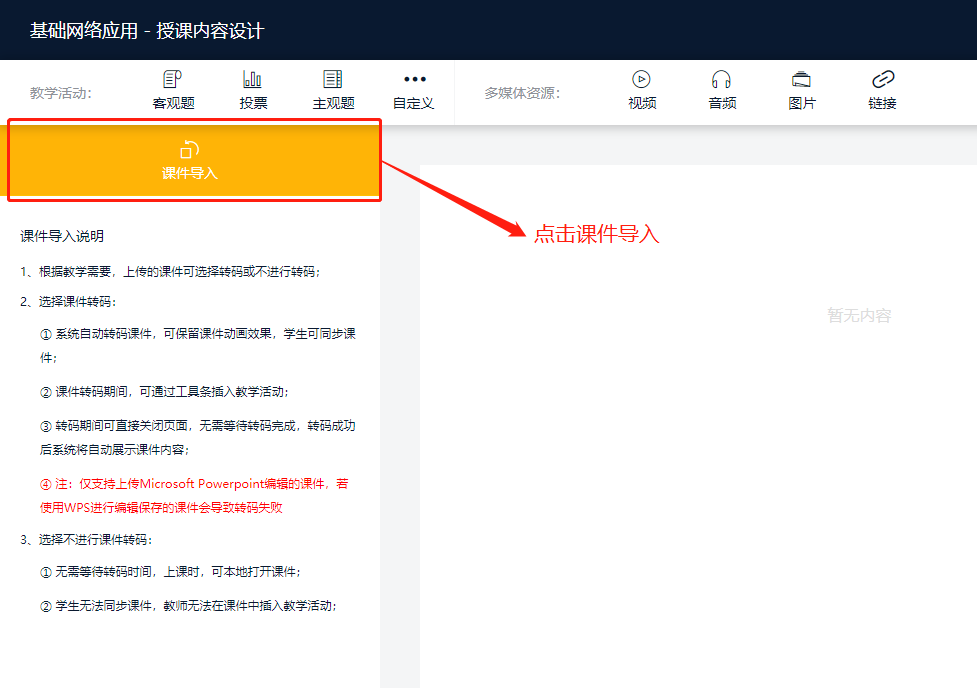 基础网络应用 - 授课内容设计
教学活动：
客观题
投票
主观题
自定义
多媒体资源：
视频
音频
图片
链接
课件导入
点击课件导入
课件导入说明
1、根据教学需要，上传的课件可选择转码或不进行转码；
2、选择课件转码：
① 系统自动转码课件，可保留课件动画效果，学生可同步课
件；
② 课件转码期间，可通过工具条插入教学活动；
③ 转码期间可直接关闭页面，无需等待转码完成，转码成功
后系统将自动展示课件内容；
④ 注：仅支持上传Microsoft Powerpoint编辑的课件，若
使用WPS进行编辑保存的课件会导致转码失败
3、选择不进行课件转码：
① 无需等待转码时间，上课时，可本地打开课件；
② 学生无法同步课件，教师无法在课件中插入教学活动；
暂无内容